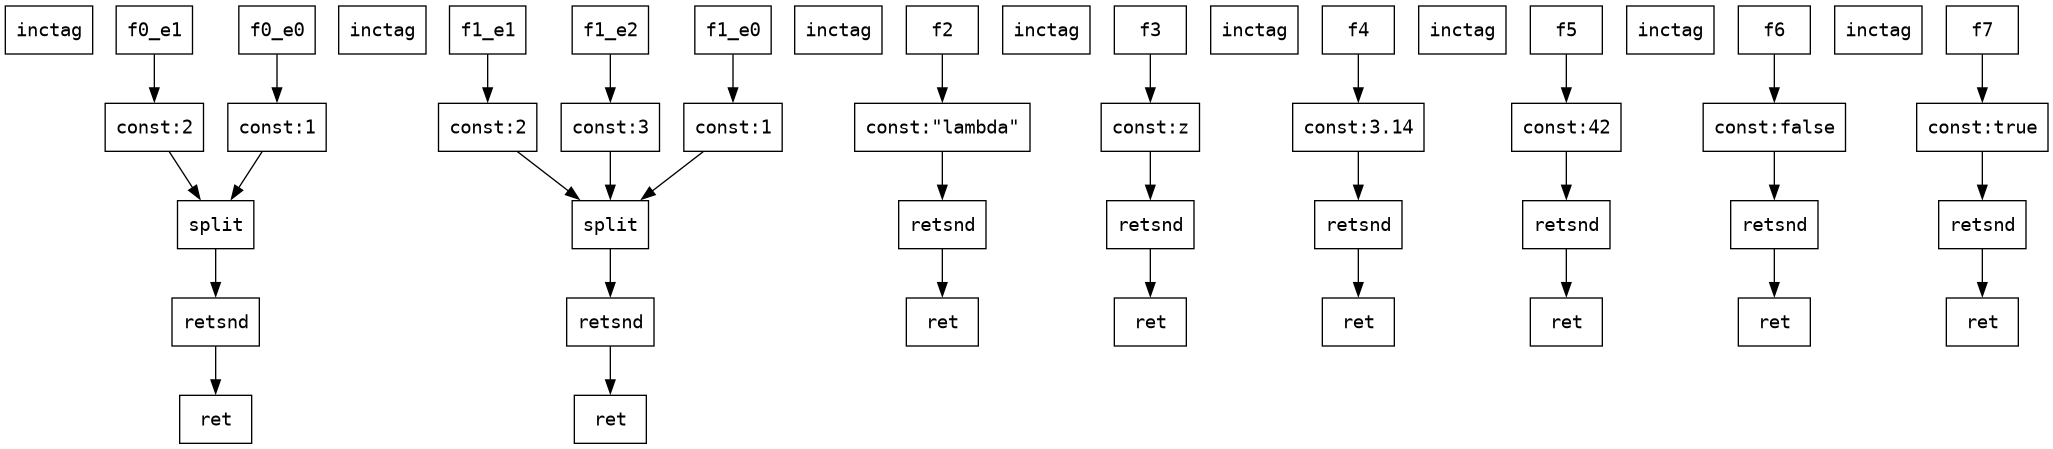 inctag f0_e1 f0_e0 inctag f1_e1 f1_e2 f1_e0 inctag f2 inctag f3 inctag f4 inctag f5 inctag f6 inctag f7
const:2 const:1 const:2 const:3 const:1 const:"lambda" const:z const:3.14 const:42 const:false const:true
split split retsnd retsnd retsnd retsnd retsnd retsnd
retsnd retsnd ret ret ret ret ret ret
ret ret